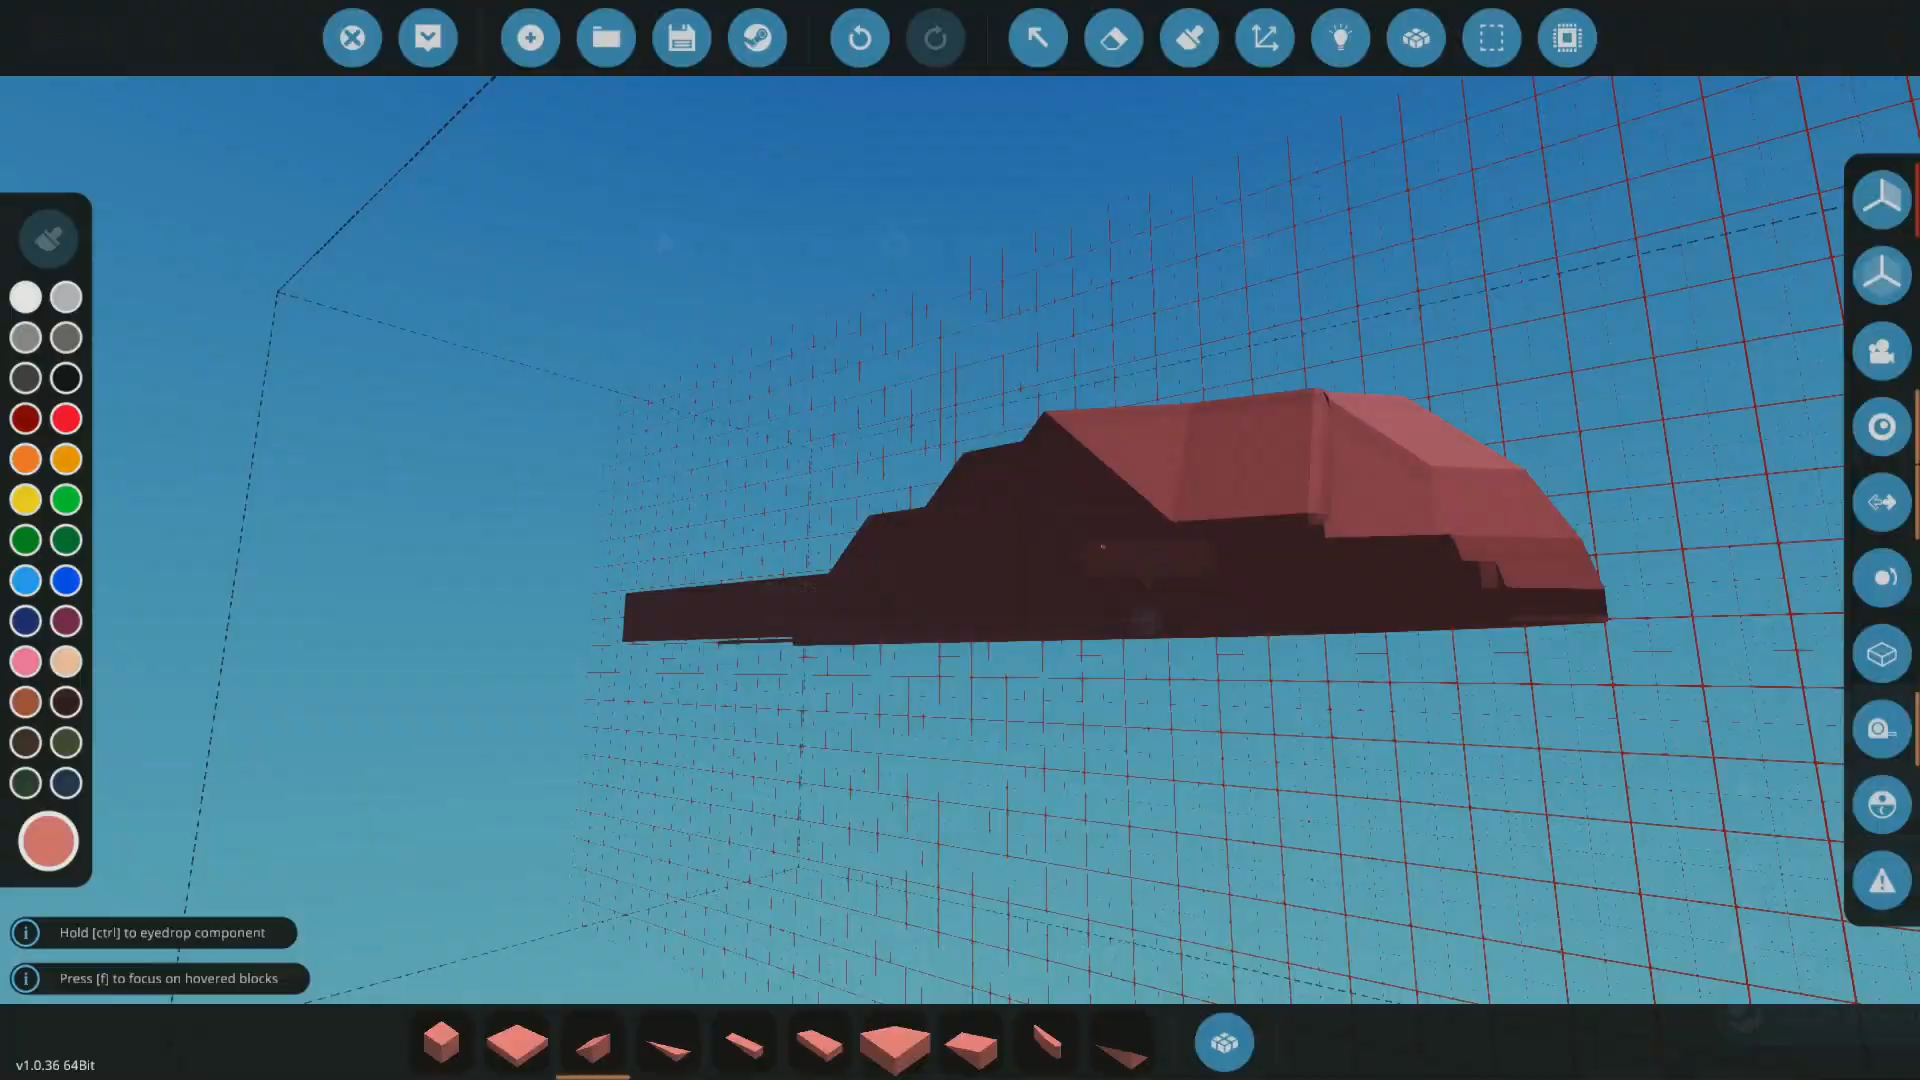 Hold [ctrl] to eyedrop component
Press [f] to focus on hovered blocks
v1.0.36 64Bit